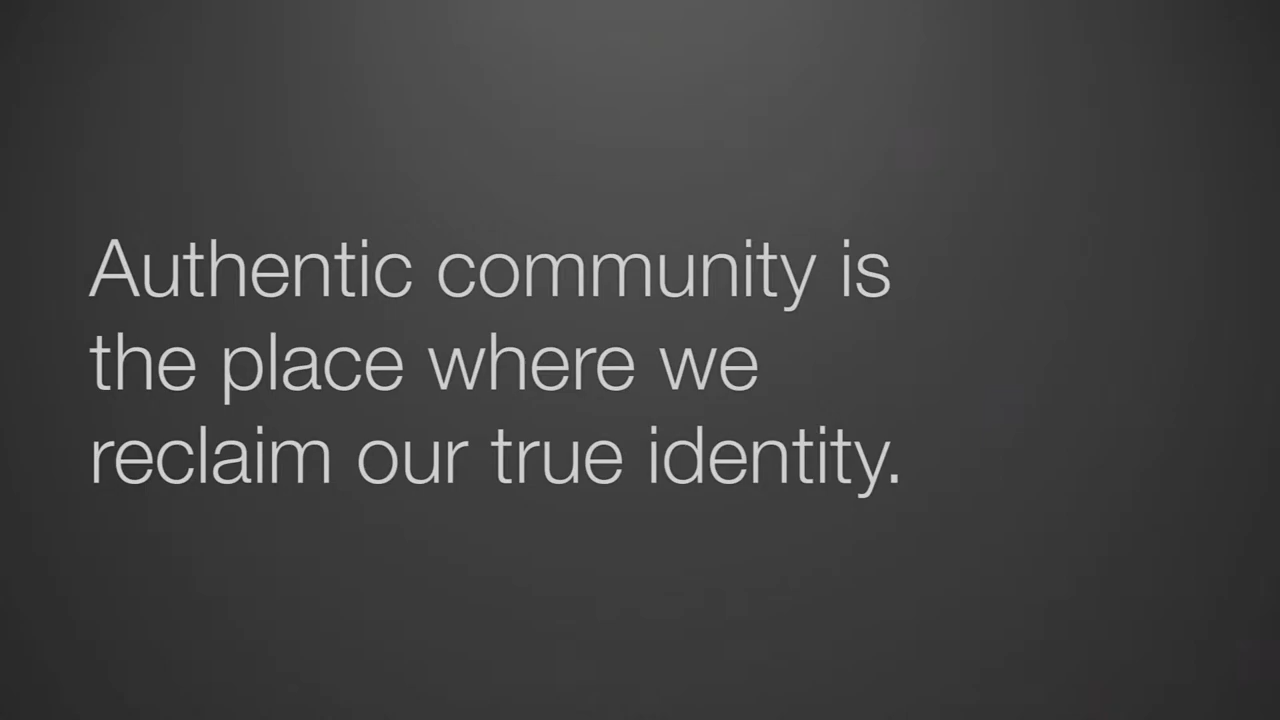 Authentic community is
the place where we
reclaim our true identity.